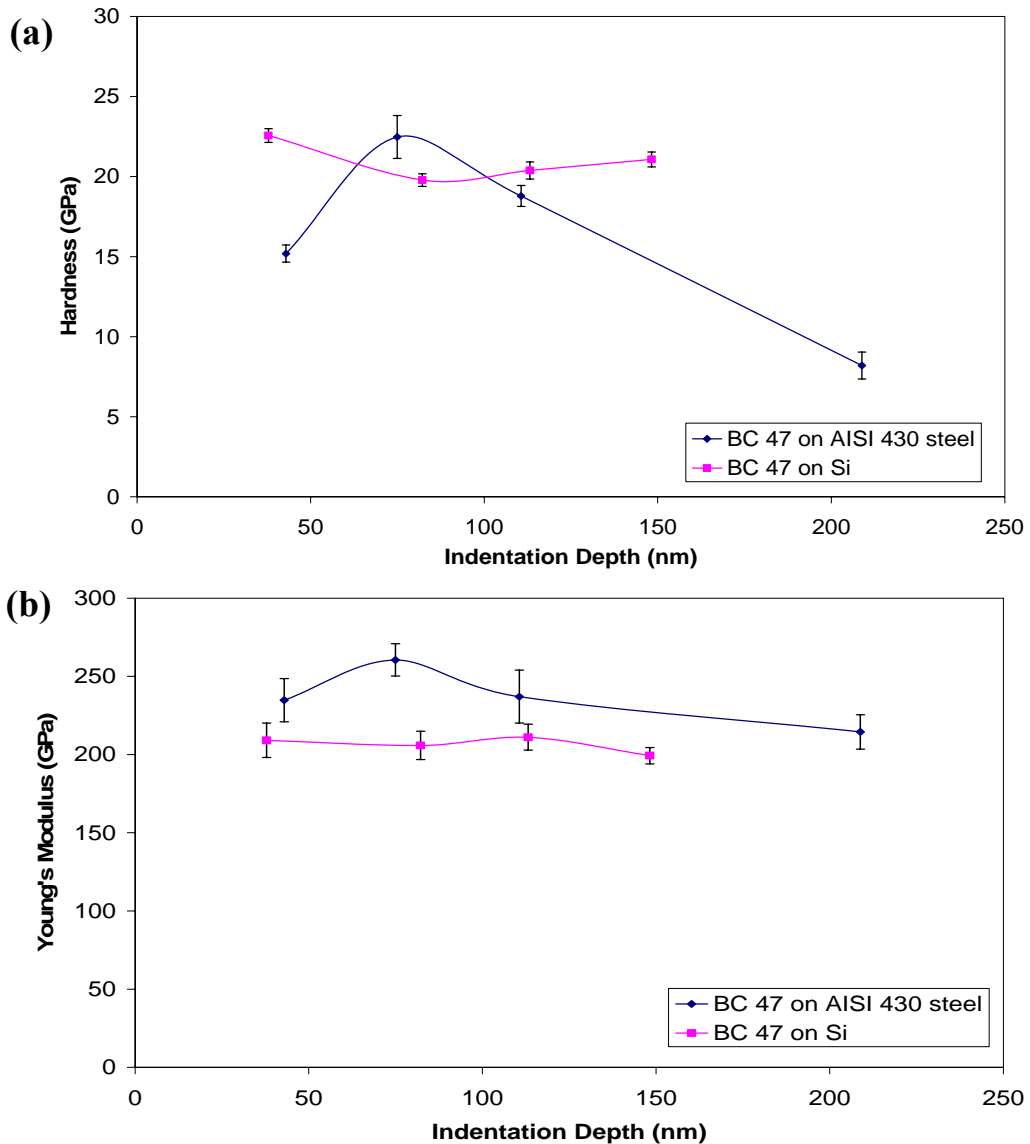 (a)
30
25
20
15
10
5
0
Hardness (GPa)
BC 47 on AISI 430 steel
BC 47 on Si
0 50 100 150 200 250
Indentation Depth (nm)
(b)
300
250
200
150
100
50
0
Young's Modulus (GPa)
BC 47 on AISI 430 steel
BC 47 on Si
0 50 100 150 200 250
Indentation Depth (nm)